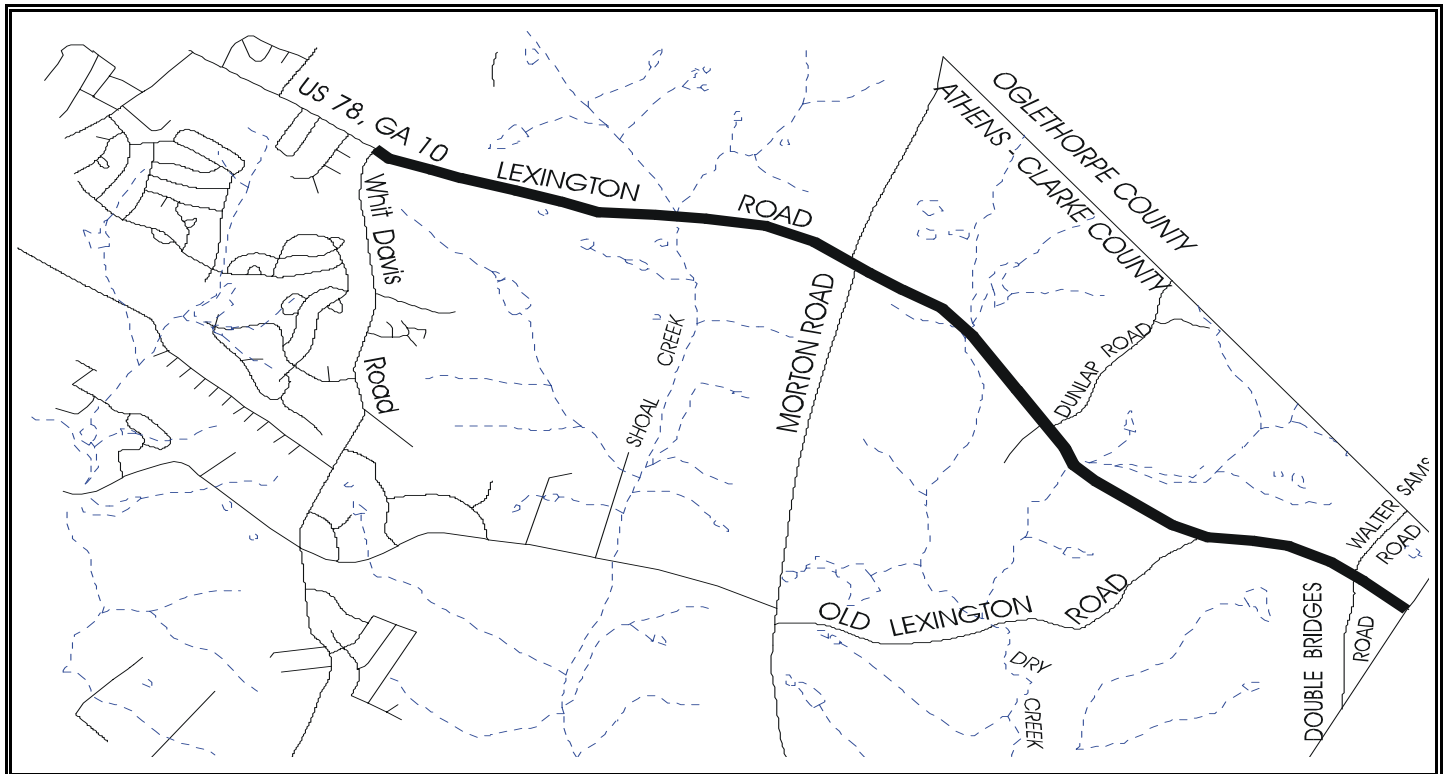 US 78, GA 10
LEXINGTON ROAD
Whit Davis Road
SHOAL CREEK
MORTON ROAD
ATHENS - CLARKE COUNTY
OGLETHORPE COUNTY
DUNLAP ROAD
WALTER SAMS
ROAD
OLD LEXINGTON ROAD
DRY CREEK
DOUBLE BRIDGES
ROAD